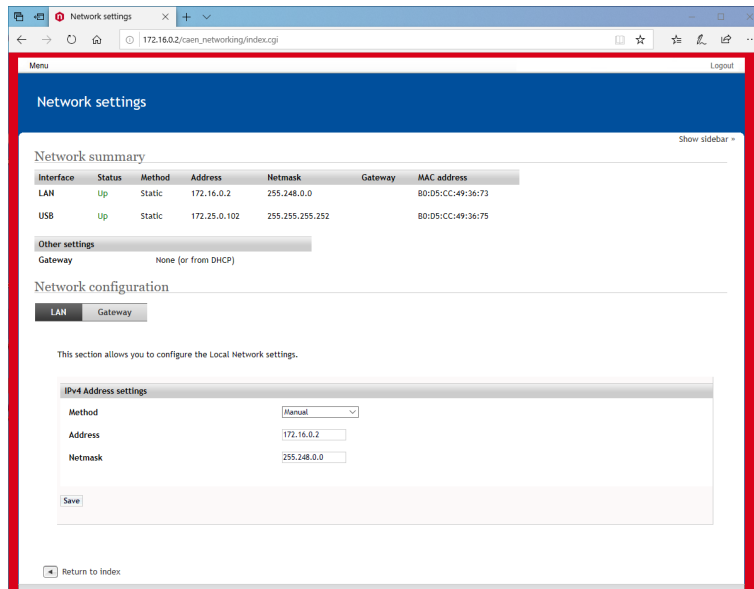 Network settings
172.16.0.2/caen_networking/index.cgi
Menu Logout
Network settings
Show sidebar »
Network summary
Interface Status Method Address Netmask Gateway MAC address
LAN Up Static 172.16.0.2 255.248.0.0 B0:D5:CC:49:36:73
USB Up Static 172.25.0.102 255.255.255.252 B0:D5:CC:49:36:75
Other settings
Gateway None (or from DHCP)
Network configuration
LAN Gateway
This section allows you to configure the Local Network settings.
IPv4 Address settings
Method Manual
Address 172.16.0.2
Netmask 255.248.0.0
Save
Return to index